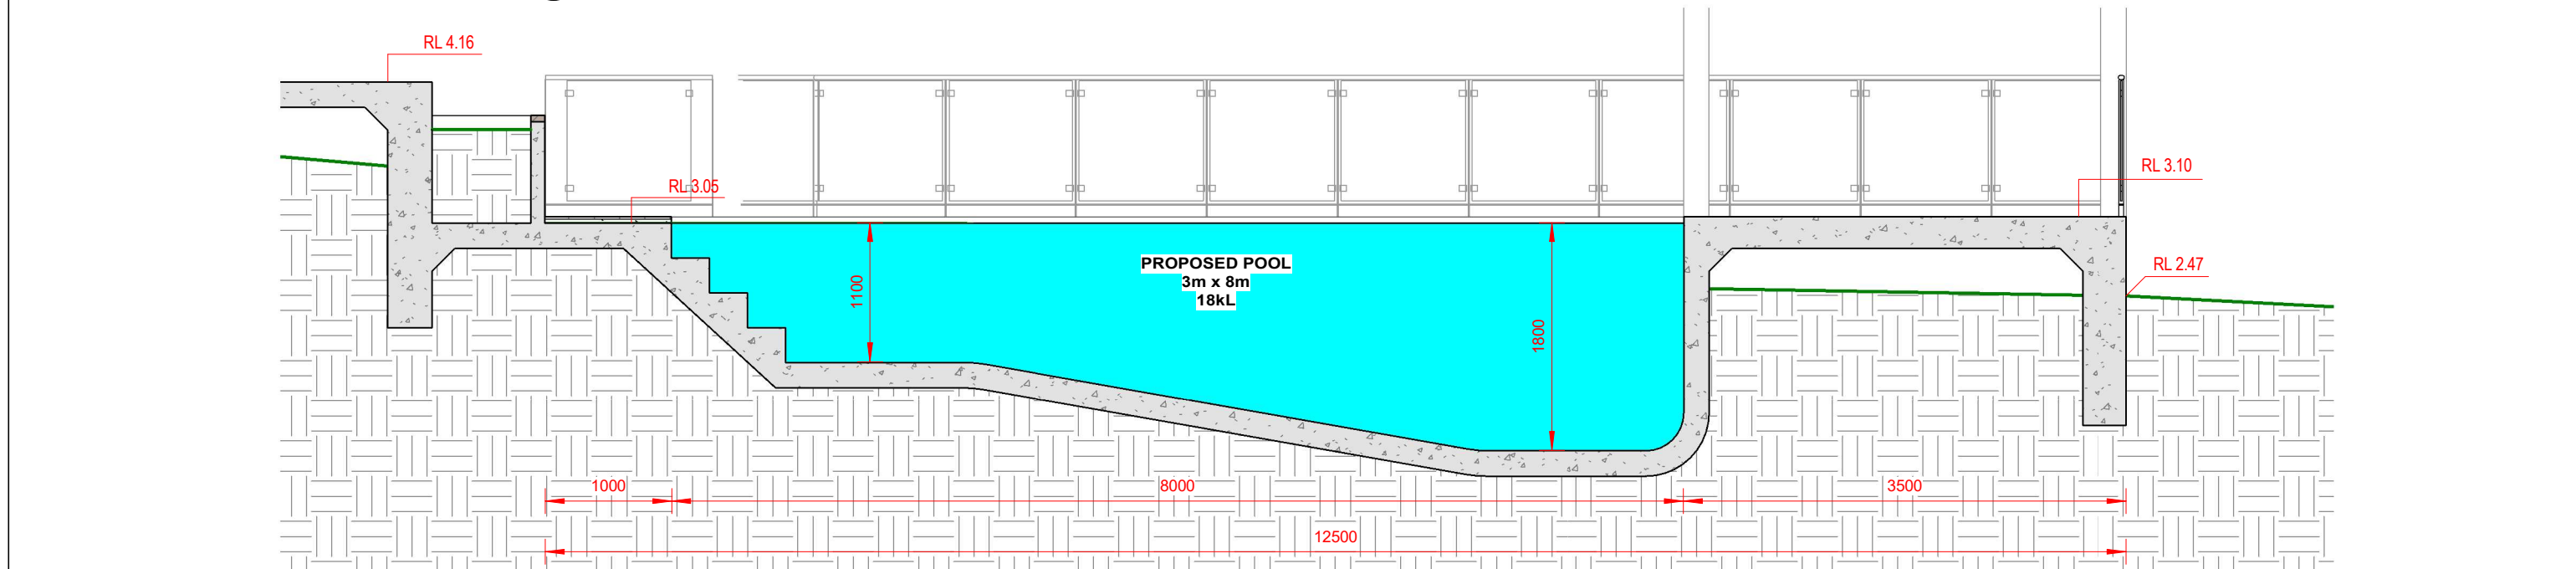 RL 4.16
RL 3.05
RL 3.10
RL 2.47
PROPOSED POOL
3m x 8m
18kL
1100
1800
1000
8000
3500
12500